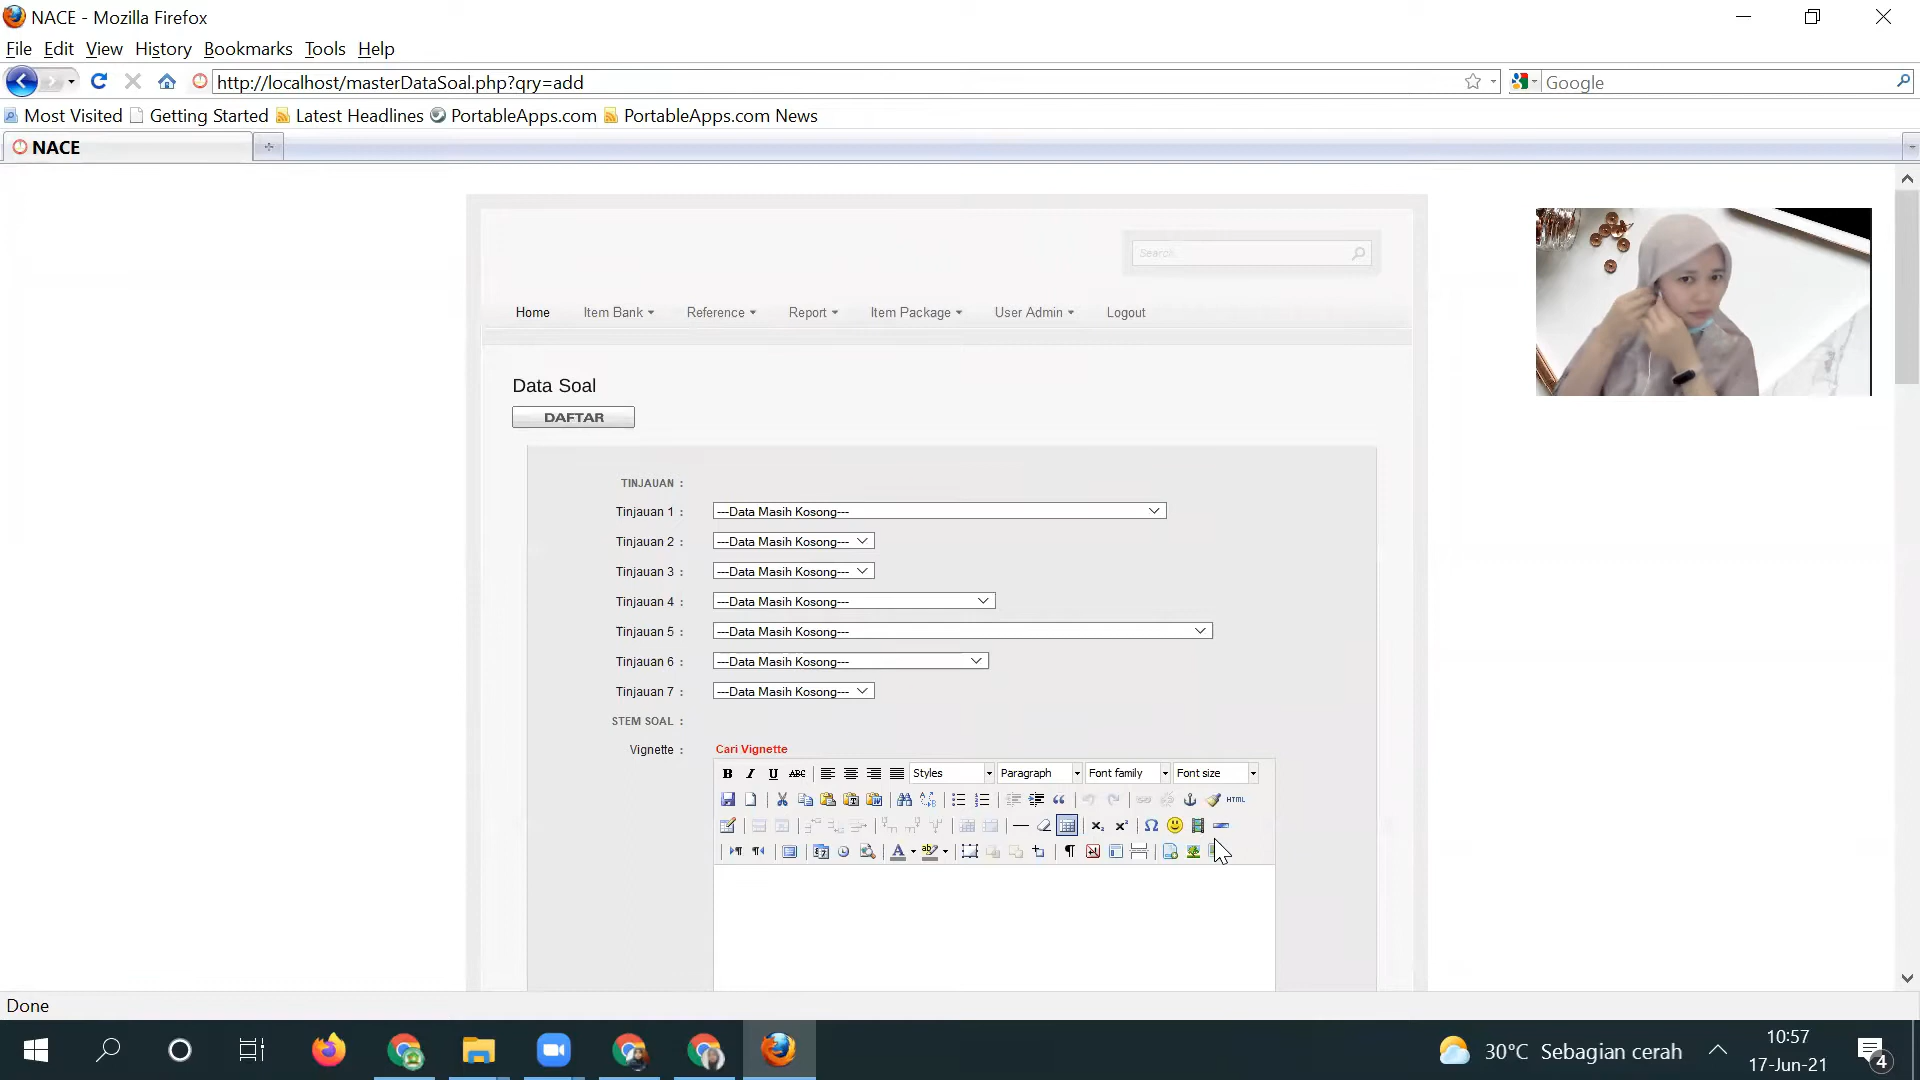 NACE - Mozilla Firefox
File Edit View History Bookmarks Tools Help
http://localhost/masterDataSoal.php?qry=add
Google
Most Visited Getting Started Latest Headlines PortableApps.com PortableApps.com News
NACE
Search
Home Item Bank Reference Report Item Package User Admin Logout
Data Soal
DAFTAR
TINJAUAN :
Tinjauan 1 : ---Data Masih Kosong---
Tinjauan 2 : ---Data Masih Kosong---
Tinjauan 3 : ---Data Masih Kosong---
Tinjauan 4 : ---Data Masih Kosong---
Tinjauan 5 : ---Data Masih Kosong---
Tinjauan 6 : ---Data Masih Kosong---
Tinjauan 7 : ---Data Masih Kosong---
STEM SOAL :
Vignette : Cari Vignette
B I U ABC Styles Paragraph Font family Font size
HTML
Done
30°C Sebagian cerah
10:57
17-Jun-21
4